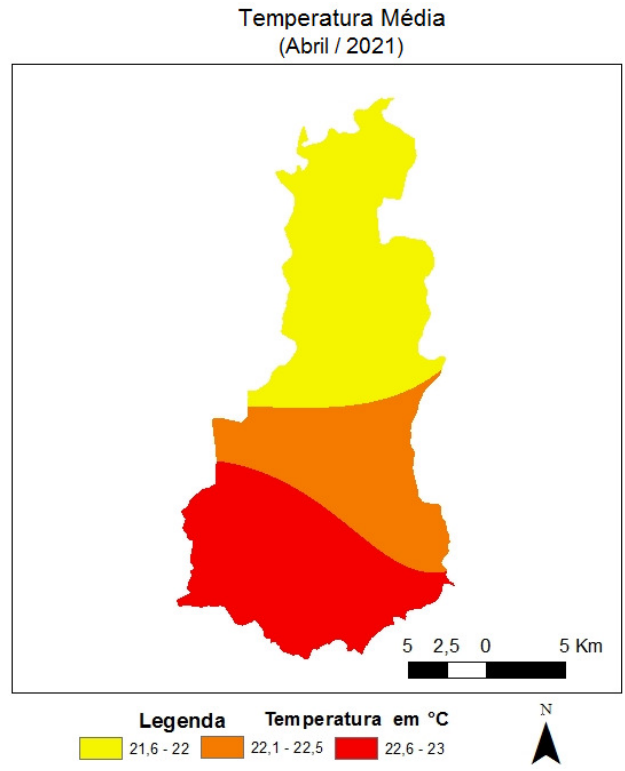 Temperatura Média
(Abril / 2021)
5 2,5 0 5 Km
Legenda Temperatura em °C
21,6 - 22 22,1 - 22,5 22,6 - 23
N